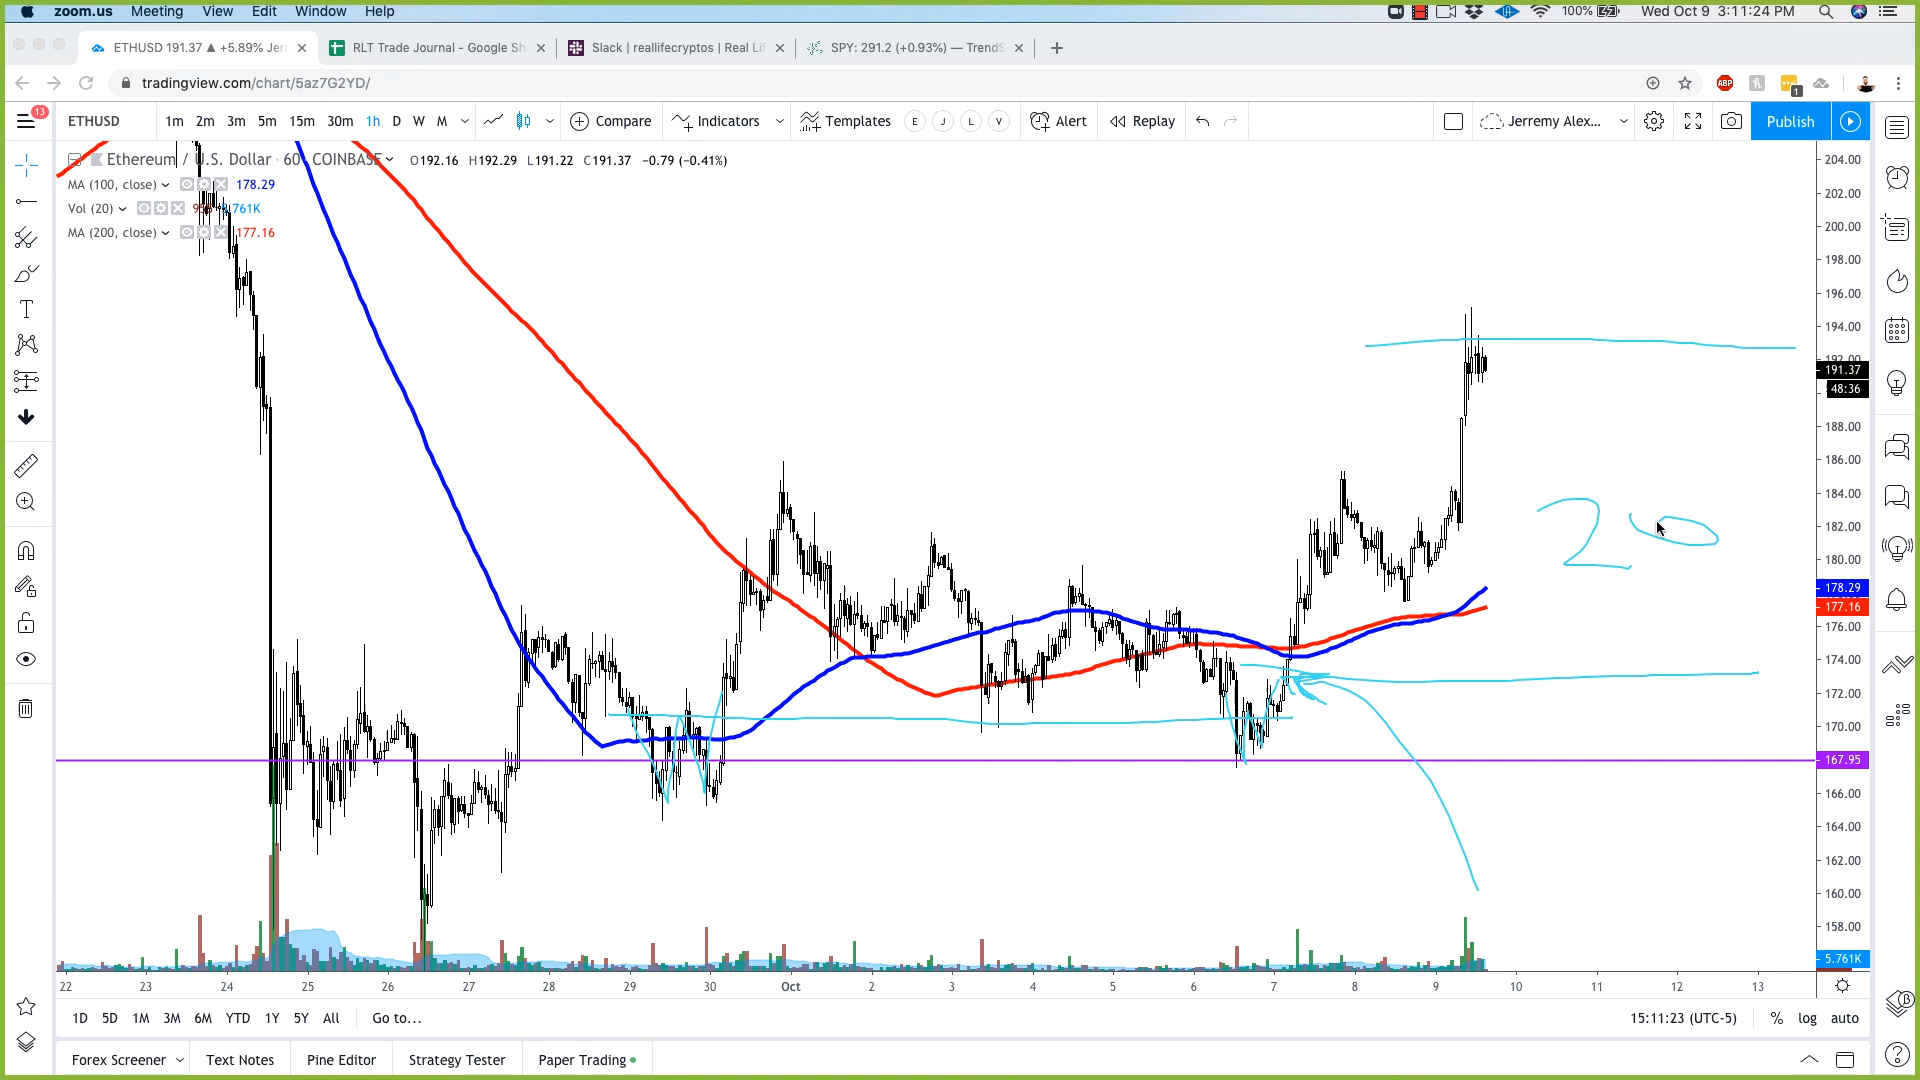 zoom.us Meeting View Edit Window Help 100% Wed Oct 9 3:11:24 PM
ETHUSD 191.37 ▲ +5.89% Jer RLT Trade Journal - Google Sh Slack | reallifecryptos | Real Lif SPY: 291.2 (+0.93%) — TrendS
tradingview.com/chart/5az7G2YD/ ABP 1
13 ETHUSD 1m 2m 3m 5m 15m 30m 1h D W M Compare Indicators Templates E J L V Alert Replay Jerremy Alex... Publish
Ethereum / U.S. Dollar · 60 · COINBASE O192.16 H192.29 L191.22 C191.37 −0.79 (−0.41%)
MA (100, close) 178.29
Vol (20) 5.761K
MA (200, close) 177.16
204.00
202.00
200.00
198.00
196.00
194.00
192.00
191.37
48:36
188.00
186.00
184.00
20
182.00
180.00
178.29
177.16
176.00
174.00
172.00
170.00
167.95
166.00
164.00
162.00
160.00
158.00
5.761K
22 23 24 25 26 27 28 29 30 Oct 2 3 4 5 6 7 8 9 10 11 12 13
1D 5D 1M 3M 6M YTD 1Y 5Y All Go to... 15:11:23 (UTC-5) % log auto
Forex Screener Text Notes Pine Editor Strategy Tester Paper Trading